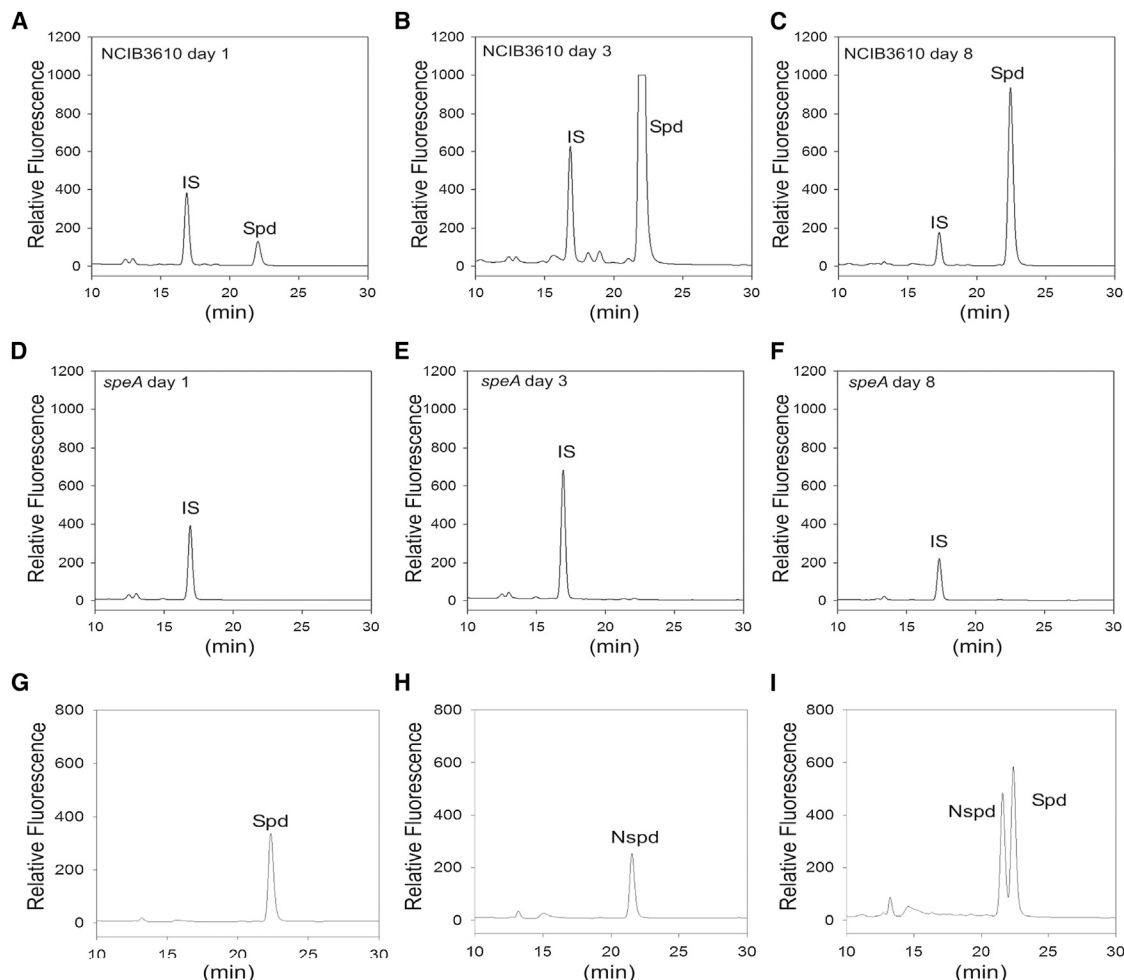 A
NCIB3610 day 1
Relative Fluorescence
1200
1000
800
600
400
200
0
IS
Spd
10 15 20 25 30
(min)
B
NCIB3610 day 3
Relative Fluorescence
1200
1000
800
600
400
200
0
IS
Spd
10 15 20 25 30
(min)
C
NCIB3610 day 8
Relative Fluorescence
1200
1000
800
600
400
200
0
IS
Spd
10 15 20 25 30
(min)
D
speA day 1
Relative Fluorescence
1200
1000
800
600
400
200
0
IS
10 15 20 25 30
(min)
E
speA day 3
Relative Fluorescence
1200
1000
800
600
400
200
0
IS
10 15 20 25 30
(min)
F
speA day 8
Relative Fluorescence
1200
1000
800
600
400
200
0
IS
10 15 20 25 30
(min)
G
Relative Fluorescence
800
600
400
200
0
Spd
10 15 20 25 30
(min)
H
Relative Fluorescence
800
600
400
200
0
Nspd
10 15 20 25 30
(min)
I
Relative Fluorescence
800
600
400
200
0
Nspd
Spd
10 15 20 25 30
(min)